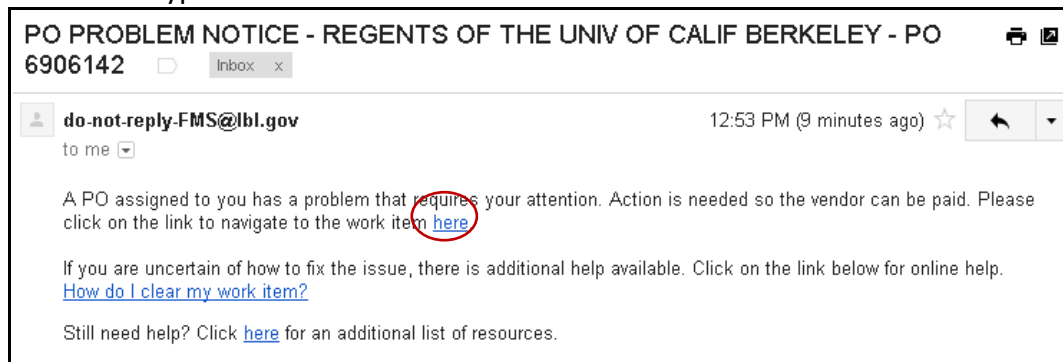 PO PROBLEM NOTICE - REGENTS OF THE UNIV OF CALIF BERKELEY - PO
6906142 Inbox x
do-not-reply-FMS@lbl.gov 12:53 PM (9 minutes ago)
to me
A PO assigned to you has a problem that requires your attention. Action is needed so the vendor can be paid. Please
click on the link to navigate to the work item here.
If you are uncertain of how to fix the issue, there is additional help available. Click on the link below for online help.
How do I clear my work item?
Still need help? Click here for an additional list of resources.